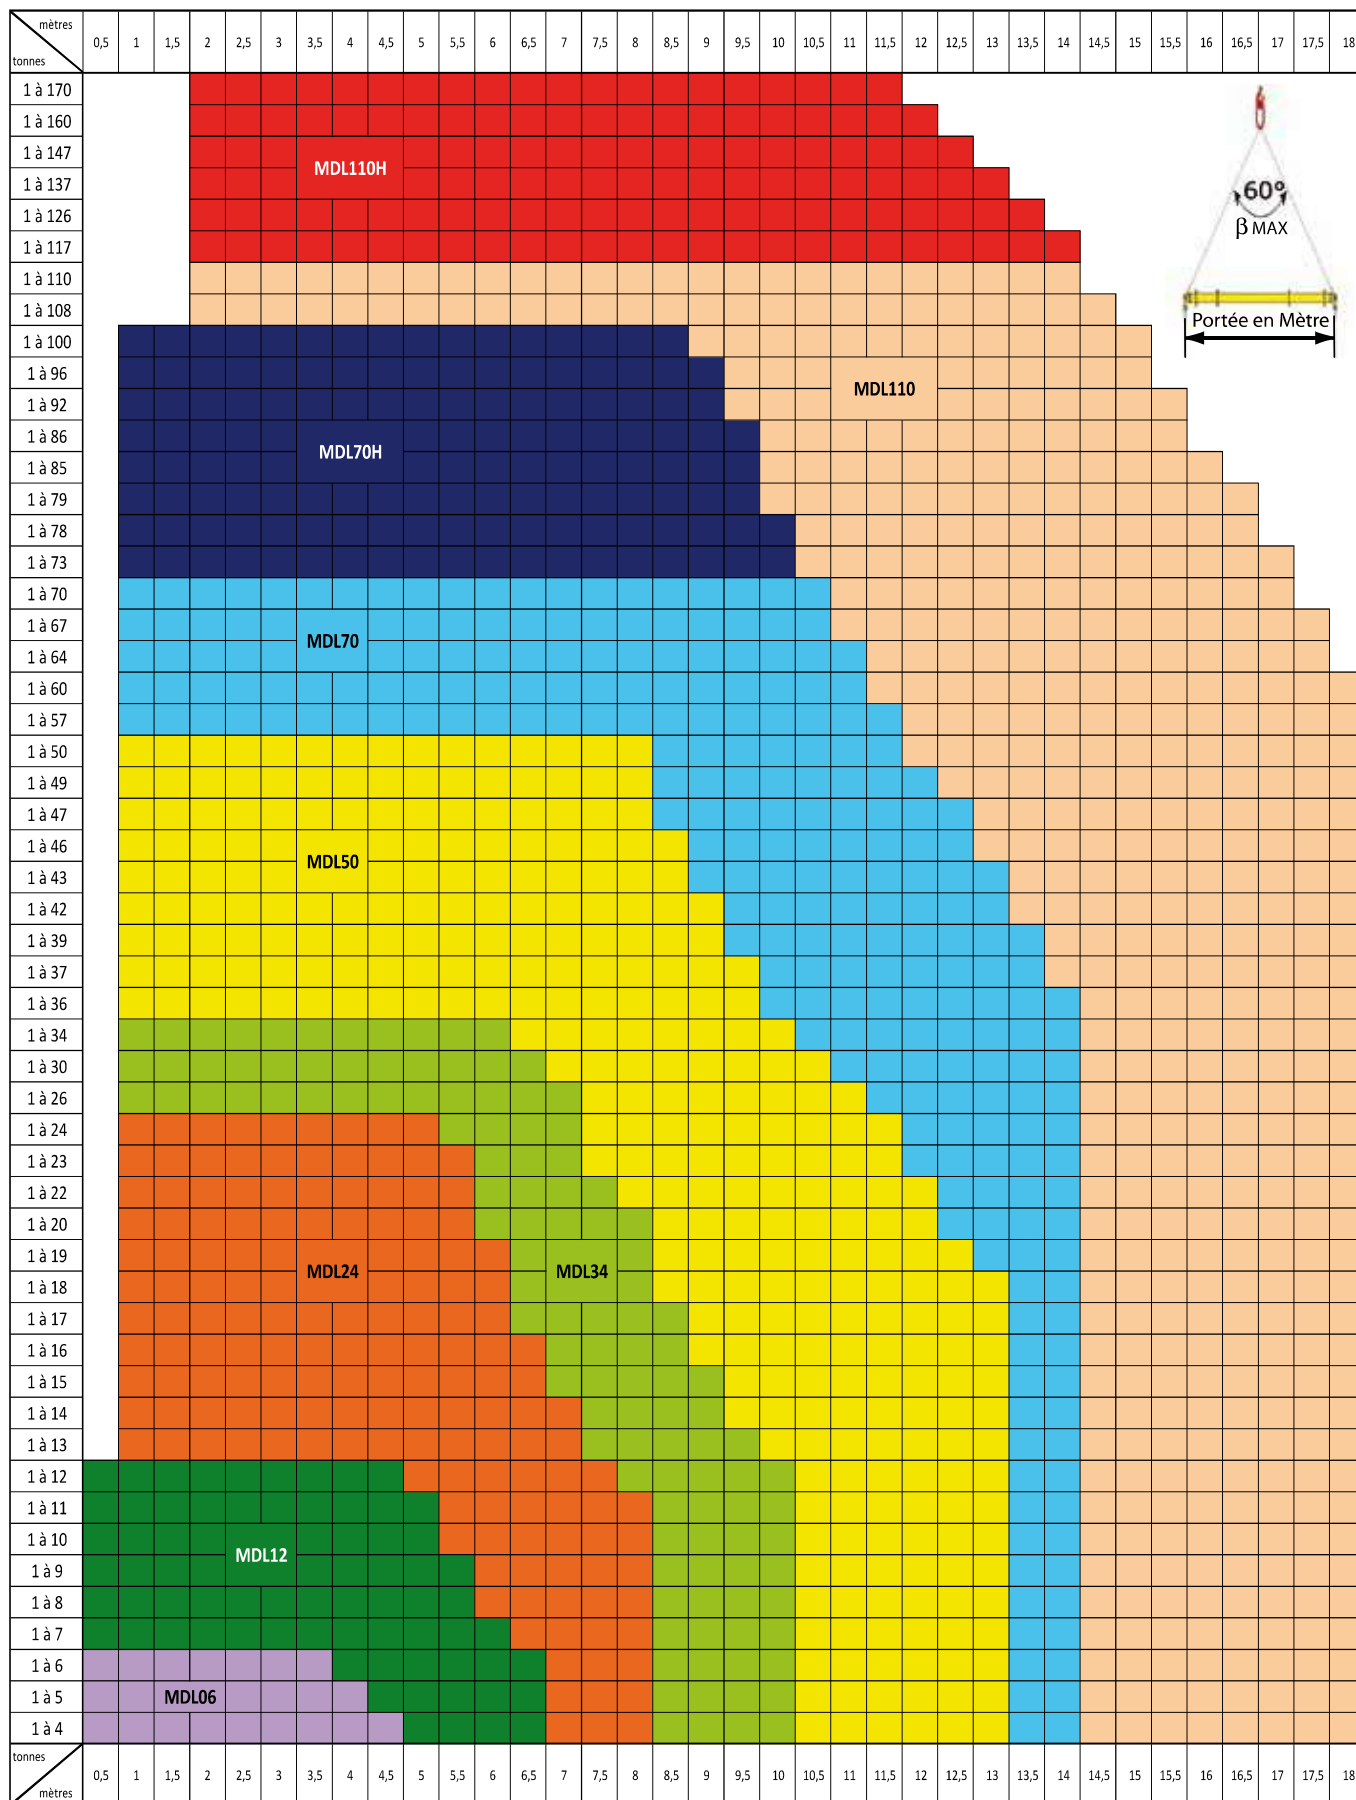 mètres
tonnes
0,5 1 1,5 2 2,5 3 3,5 4 4,5 5 5,5 6 6,5 7 7,5 8 8,5 9 9,5 10 10,5 11 11,5 12 12,5 13 13,5 14 14,5 15 15,5 16 16,5 17 17,5 18
1 à 170
1 à 160
1 à 147
MDL110H
1 à 137
60°
1 à 126
β MAX
1 à 117
1 à 110
1 à 108
Portée en Mètre
1 à 100
1 à 96
MDL110
1 à 92
1 à 86
MDL70H
1 à 85
1 à 79
1 à 78
1 à 73
1 à 70
1 à 67
MDL70
1 à 64
1 à 60
1 à 57
1 à 50
1 à 49
1 à 47
1 à 46
MDL50
1 à 43
1 à 42
1 à 39
1 à 37
1 à 36
1 à 34
1 à 30
1 à 26
1 à 24
1 à 23
1 à 22
1 à 20
1 à 19
MDL24 MDL34
1 à 18
1 à 17
1 à 16
1 à 15
1 à 14
1 à 13
1 à 12
1 à 11
1 à 10
MDL12
1 à 9
1 à 8
1 à 7
1 à 6
1 à 5 MDL06
1 à 4
tonnes
mètres
0,5 1 1,5 2 2,5 3 3,5 4 4,5 5 5,5 6 6,5 7 7,5 8 8,5 9 9,5 10 10,5 11 11,5 12 12,5 13 13,5 14 14,5 15 15,5 16 16,5 17 17,5 18